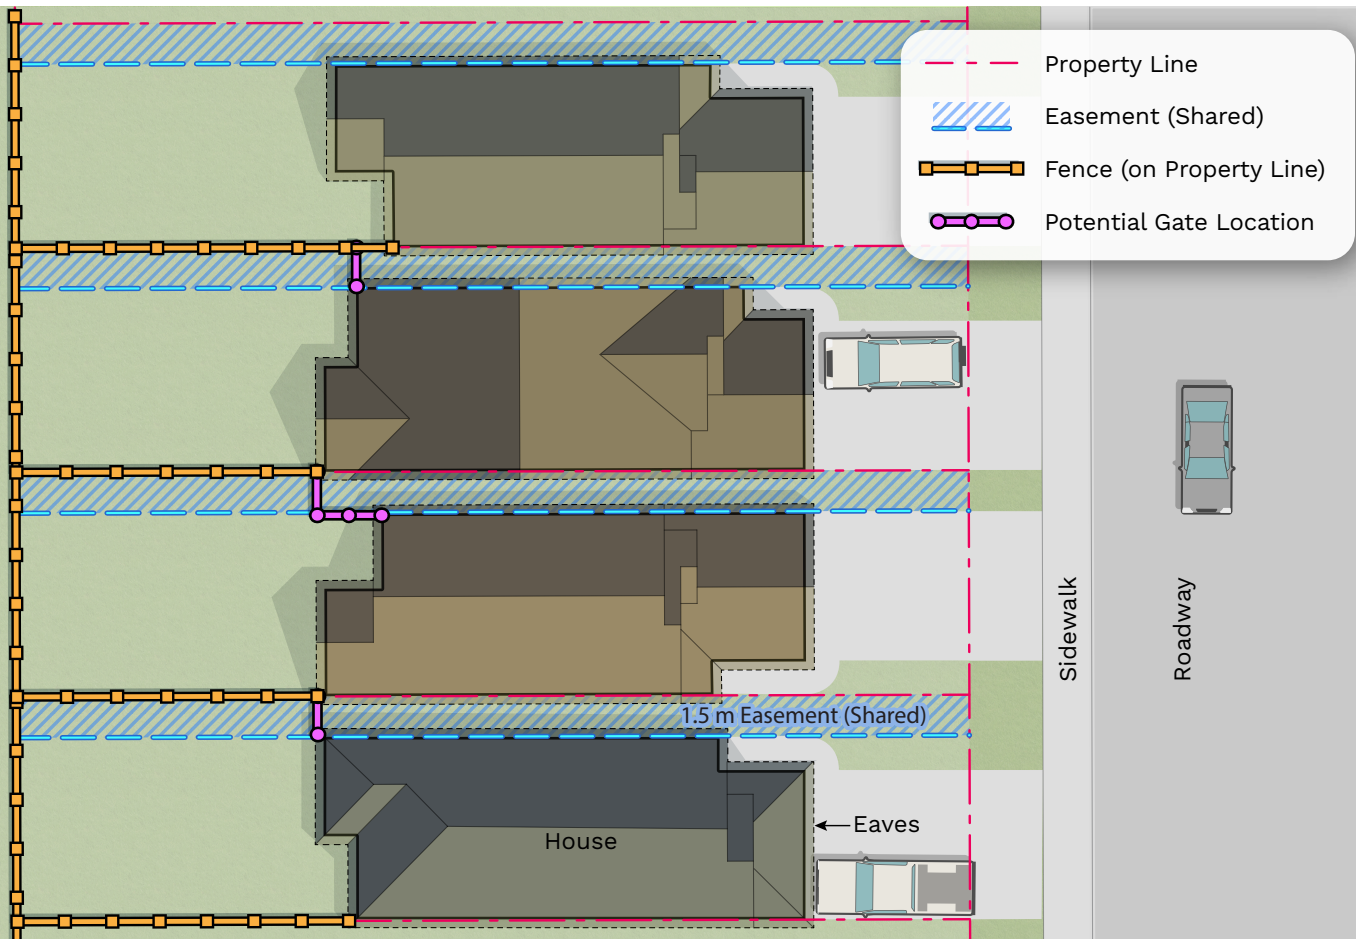 Property Line
Easement (Shared)
Fence (on Property Line)
Potential Gate Location
Sidewalk
Roadway
1.5 m Easement (Shared)
Eaves
House